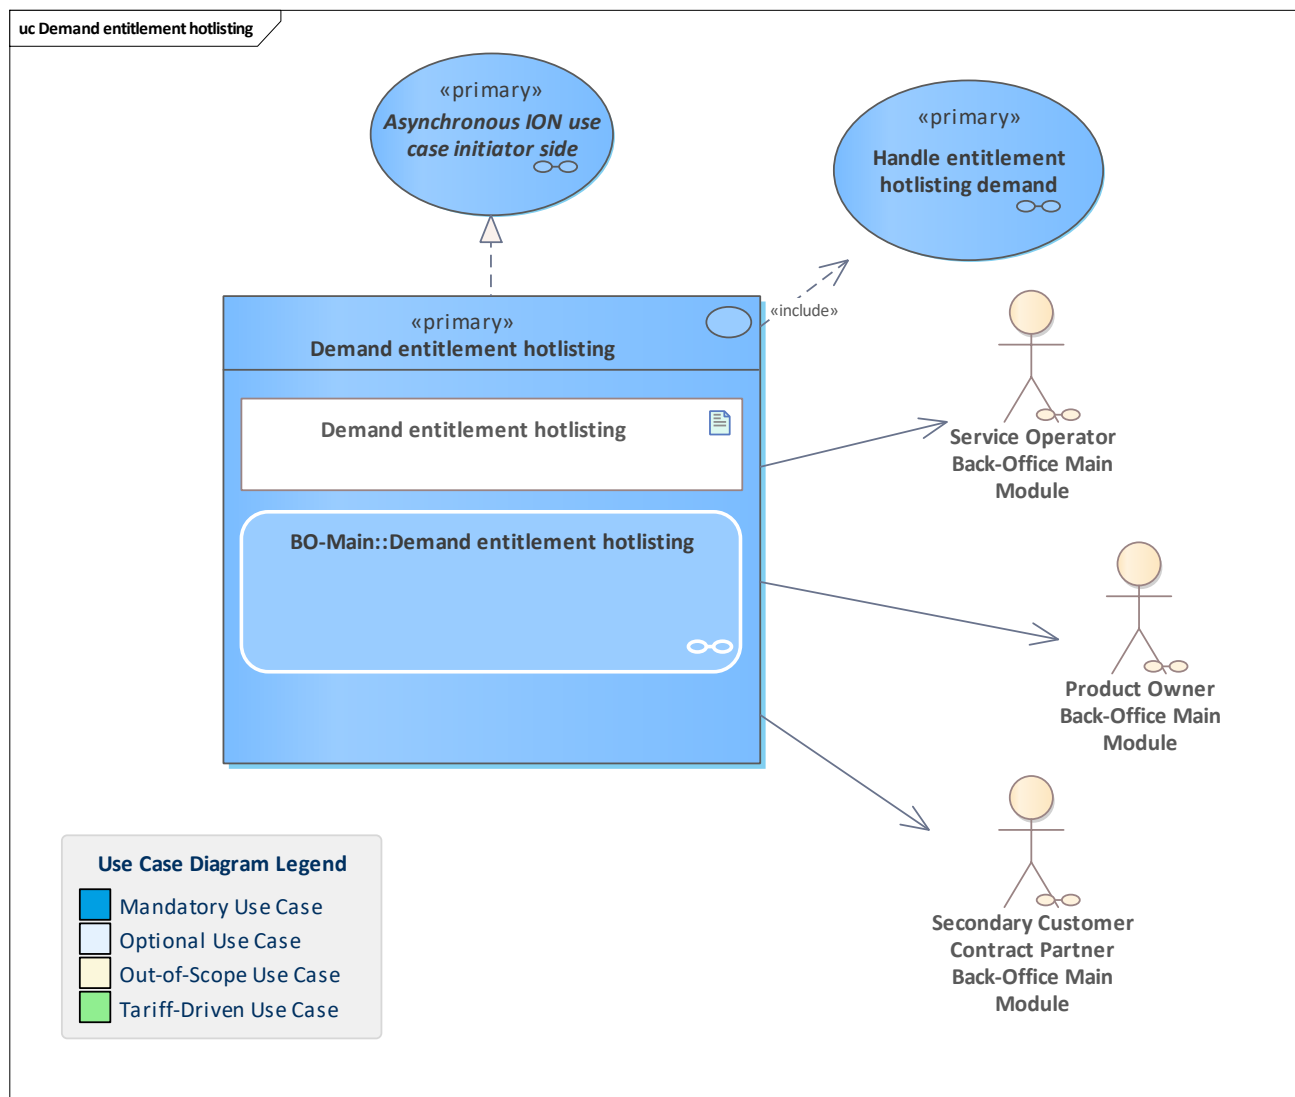 uc Demand entitlement hotlisting
«primary»
Asynchronous ION use
case initiator side
«primary»
Handle entitlement
hotlisting demand
«include»
«primary»
Demand entitlement hotlisting
Demand entitlement hotlisting
BO-Main::Demand entitlement hotlisting
Service Operator
Back-Office Main
Module
Product Owner
Back-Office Main
Module
Secondary Customer
Contract Partner
Back-Office Main
Module
Use Case Diagram Legend
Mandatory Use Case
Optional Use Case
Out-of-Scope Use Case
Tariff-Driven Use Case